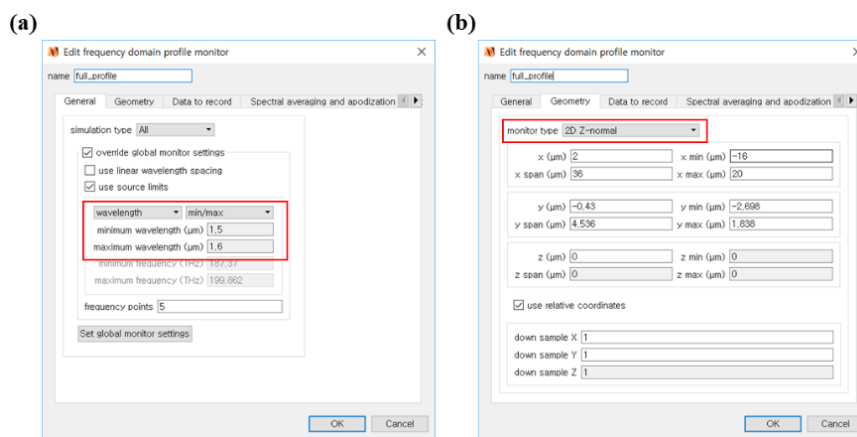 (a)
Edit frequency domain profile monitor
name full_profile
General Geometry Data to record Spectral averaging and apodization
simulation type All
override global monitor settings
use linear wavelength spacing
use source limits
wavelength min/max
minimum wavelength (μm) 1,5
maximum wavelength (μm) 1,6
minimum frequency (THz) 187,37
maximum frequency (THz) 199,862
frequency points 5
Set global monitor settings
OK Cancel
(b)
Edit frequency domain profile monitor
name full_profile
General Geometry Data to record Spectral averaging and apodization
monitor type 2D Z-normal
x (μm) 2 x min (μm) -16
x span (μm) 36 x max (μm) 20
y (μm) -0,43 y min (μm) -2,698
y span (μm) 4,536 y max (μm) 1,838
z (μm) 0 z min (μm) 0
z span (μm) 0 z max (μm) 0
use relative coordinates
down sample X 1
down sample Y 1
down sample Z 1
OK Cancel